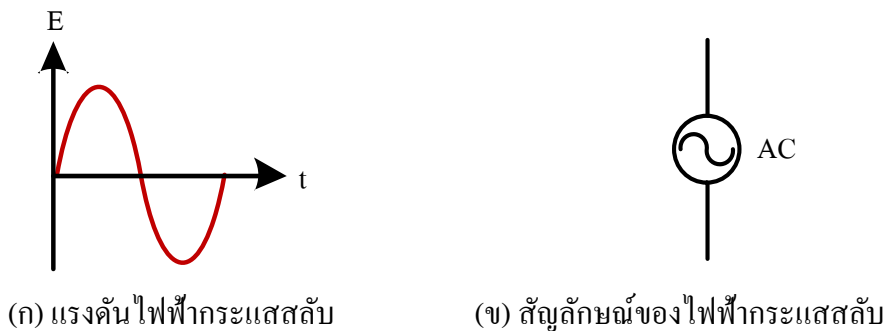 E
t
AC
(ก) แรงดันไฟฟ้ากระแสสลับ
(ข) สัญลักษณ์ของไฟฟ้ากระแสสลับ